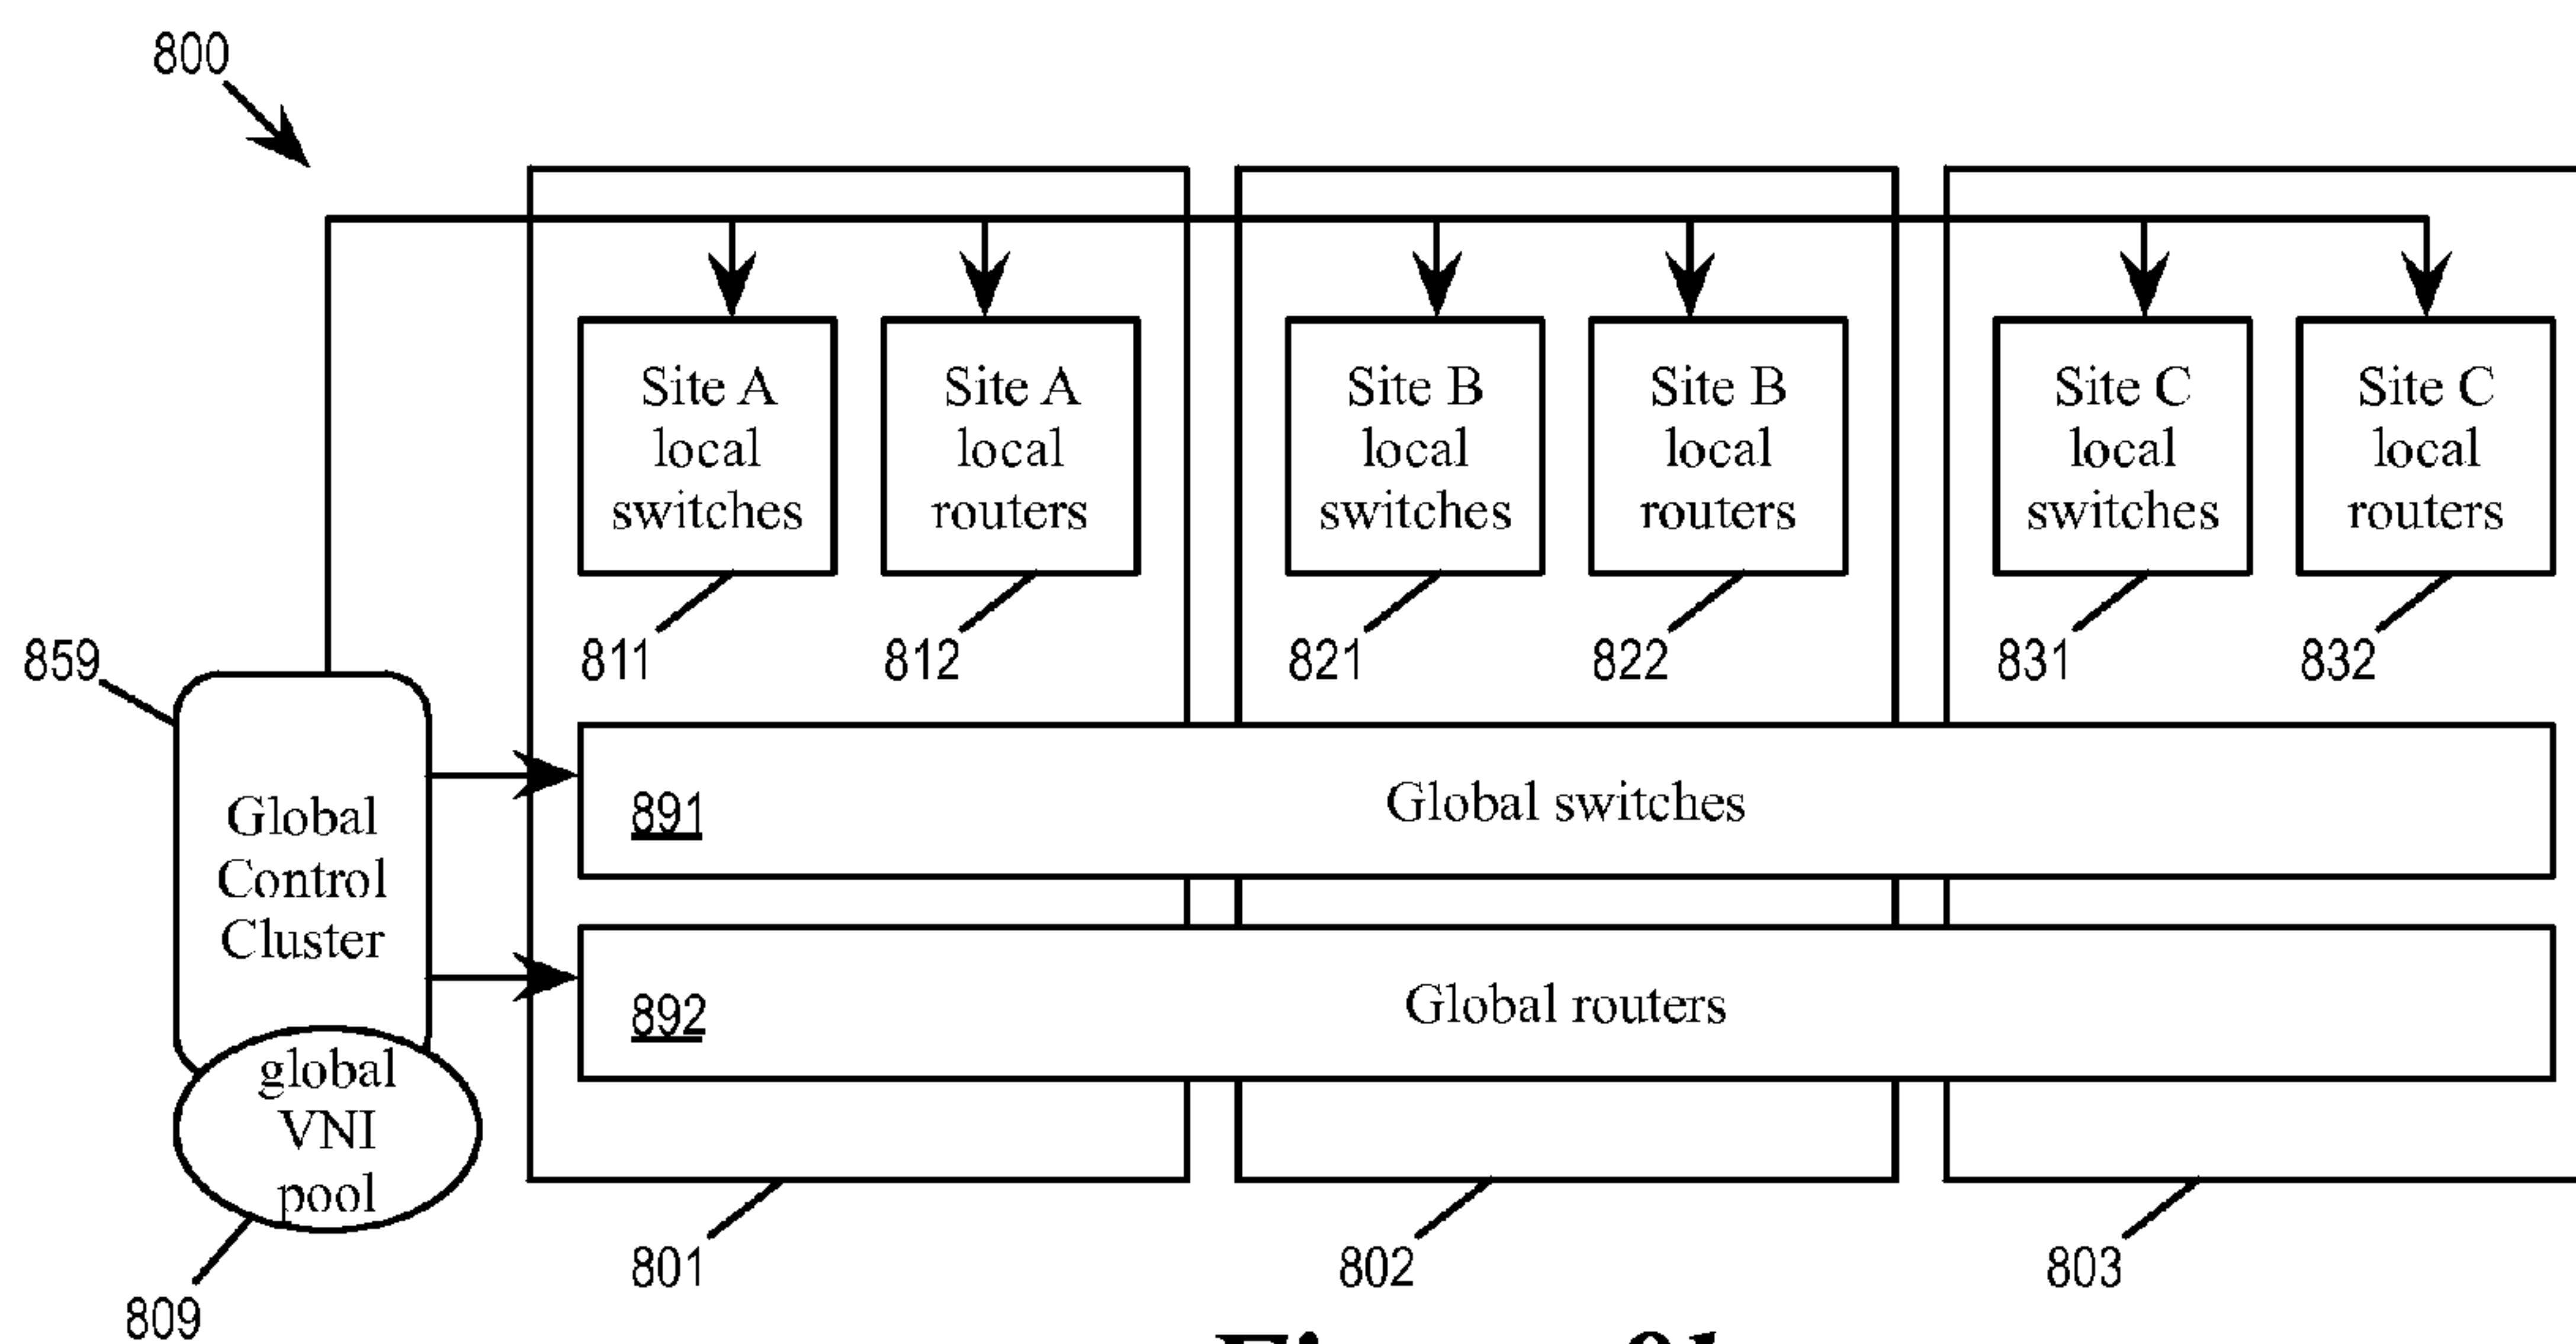 800
Site A
local
switches
Site A
local
routers
Site B
local
switches
Site B
local
routers
Site C
local
switches
Site C
local
routers
811
812
821
822
831
832
859
Global
Control
Cluster
891
Global switches
892
Global routers
global
VNI
pool
809
801
802
803